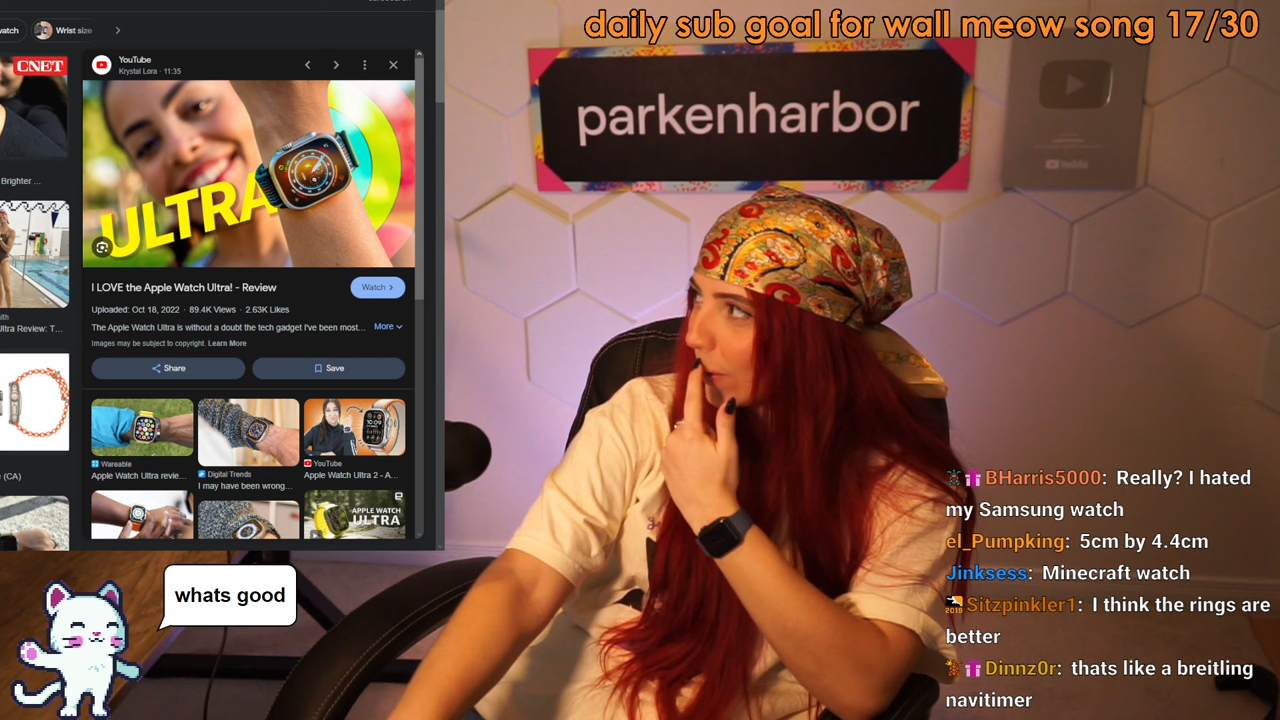 daily sub goal for wall meow song 17/30
watch
Wrist size
CNET
YouTube
Krystal Lora · 11:35
parkenharbor
YouTube
Brighter ...
ULTRA
I LOVE the Apple Watch Ultra! - Review
Watch
Uploaded: Oct 18, 2022 · 89.4K Views · 2.63K Likes
The Apple Watch Ultra is without a doubt the tech gadget I've been most...
More
Images may be subject to copyright. Learn More
Ultra Review: T...
Share
Save
Wareable
Apple Watch Ultra revie...
Digital Trends
I may have been wrong...
YouTube
Apple Watch Ultra 2 - A...
(CA)
APPLE WATCH
ULTRA
whats good
BHarris5000: Really? I hated
my Samsung watch
el_Pumpking: 5cm by 4.4cm
Jinksess: Minecraft watch
Sitzpinkler1: I think the rings are
better
Dinnz0r: thats like a breitling
navitimer